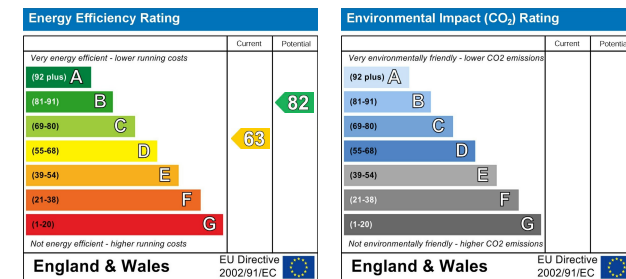 Energy Efficiency Rating
Current Potential
Very energy efficient - lower running costs
(92 plus) A
(81-91) B
82
(69-80) C
63
(55-68) D
(39-54) E
(21-38) F
(1-20) G
Not energy efficient - higher running costs
England & Wales
EU Directive
2002/91/EC
Environmental Impact (CO₂) Rating
Current Potential
Very environmentally friendly - lower CO2 emissions
(92 plus) A
(81-91) B
(69-80) C
(55-68) D
(39-54) E
(21-38) F
(1-20) G
Not environmentally friendly - higher CO2 emissions
England & Wales
EU Directive
2002/91/EC